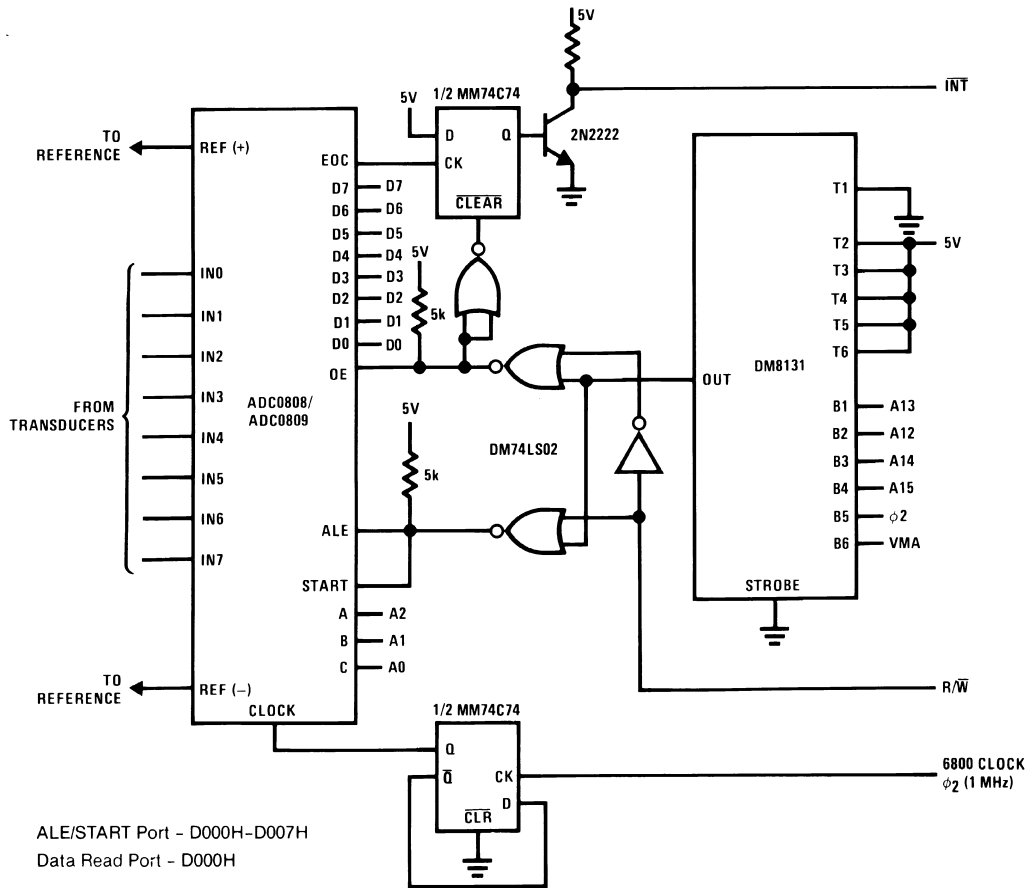 5V
INT
1/2 MM74C74
5V
D
Q
2N2222
CK
CLEAR
TO
REFERENCE
REF (+)
EOC
D7 D7
D6 D6
D5 D5
D4 D4
D3 D3
D2 D2
D1 D1
D0 D0
OE
5V
5k
FROM
TRANSDUCERS
IN0
IN1
IN2
IN3
IN4
IN5
IN6
IN7
ADC0808/
ADC0809
5V
5k
DM74LS02
ALE
START
A A2
B A1
C A0
T1
T2 5V
T3
T4
T5
T6
OUT
DM8131
B1 A13
B2 A12
B3 A14
B4 A15
B5 ϕ2
B6 VMA
STROBE
R/W̅
TO
REFERENCE
REF (−)
CLOCK
1/2 MM74C74
Q
Q̅
CK
D
CLR
6800 CLOCK
ϕ2 (1 MHz)
ALE/START Port – D000H–D007H
Data Read Port – D000H